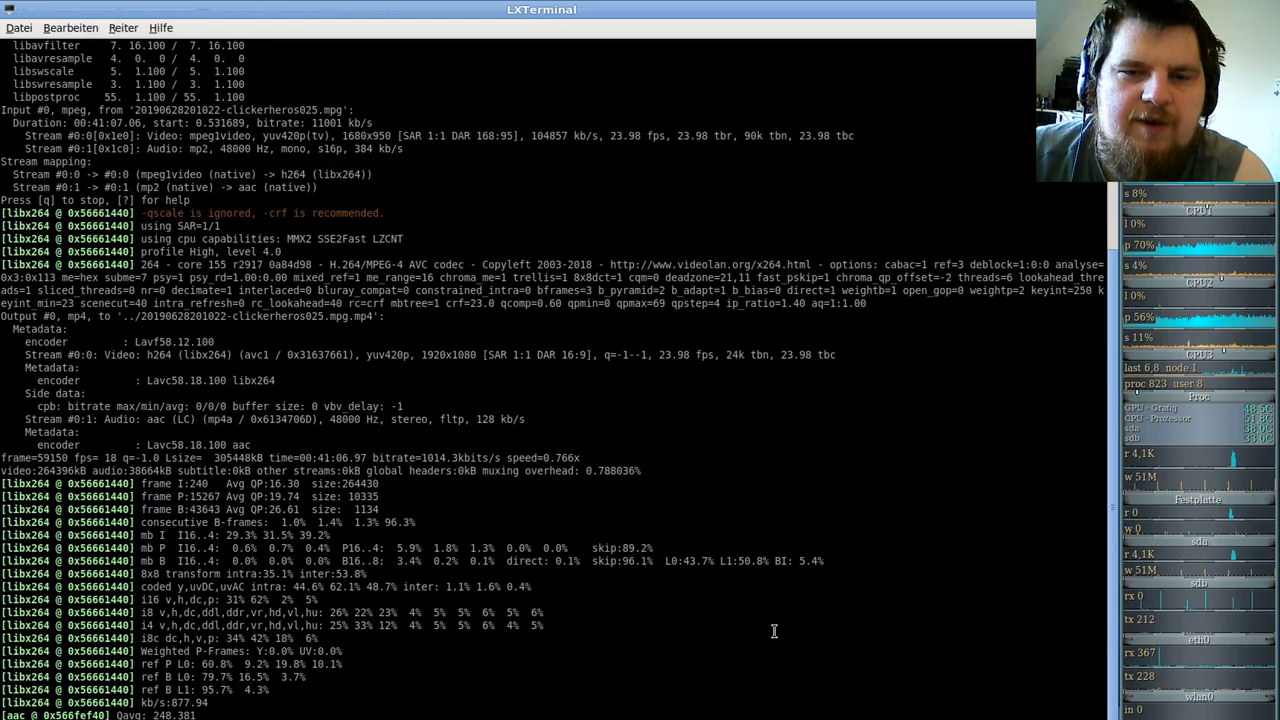 LXTerminal
Datei Bearbeiten Reiter Hilfe
libavfilter 7. 16.100 / 7. 16.100
libavresample 4. 0. 0 / 4. 0. 0
libswscale 5. 1.100 / 5. 1.100
libswresample 3. 1.100 / 3. 1.100
libpostproc 55. 1.100 / 55. 1.100
Input #0, mpeg, from '20190628201022-clickerheros025.mpg':
Duration: 00:41:07.06, start: 0.531689, bitrate: 11001 kb/s
Stream #0:0[0x1e0]: Video: mpeg1video, yuv420p(tv), 1680x950 [SAR 1:1 DAR 168:95], 104857 kb/s, 23.98 fps, 23.98 tbr, 90k tbn, 23.98 tbc
Stream #0:1[0x1c0]: Audio: mp2, 48000 Hz, mono, s16p, 384 kb/s
Stream mapping:
Stream #0:0 -> #0:0 (mpeg1video (native) -> h264 (libx264))
Stream #0:1 -> #0:1 (mp2 (native) -> aac (native))
Press [q] to stop, [?] for help
[libx264 @ 0x56661440] -qscale is ignored, -crf is recommended.
[libx264 @ 0x56661440] using SAR=1/1
[libx264 @ 0x56661440] using cpu capabilities: MMX2 SSE2Fast LZCNT
[libx264 @ 0x56661440] profile High, level 4.0
[libx264 @ 0x56661440] 264 - core 155 r2917 0a84d98 - H.264/MPEG-4 AVC codec - Copyleft 2003-2018 - http://www.videolan.org/x264.html - options: cabac=1 ref=3 deblock=1:0:0 analyse=
0x3:0x113 me=hex subme=7 psy=1 psy_rd=1.00:0.00 mixed_ref=1 me_range=16 chroma_me=1 trellis=1 8x8dct=1 cqm=0 deadzone=21,11 fast_pskip=1 chroma_qp_offset=-2 threads=6 lookahead_thre
ads=1 sliced_threads=0 nr=0 decimate=1 interlaced=0 bluray_compat=0 constrained_intra=0 bframes=3 b_pyramid=2 b_adapt=1 b_bias=0 direct=1 weightb=1 open_gop=0 weightp=2 keyint=250 k
eyint_min=23 scenecut=40 intra_refresh=0 rc_lookahead=40 rc=crf mbtree=1 crf=23.0 qcomp=0.60 qpmin=0 qpmax=69 qpstep=4 ip_ratio=1.40 aq=1:1.00
Output #0, mp4, to '../20190628201022-clickerheros025.mpg.mp4':
Metadata:
encoder : Lavf58.12.100
Stream #0:0: Video: h264 (libx264) (avc1 / 0x31637661), yuv420p, 1920x1080 [SAR 1:1 DAR 16:9], q=-1--1, 23.98 fps, 24k tbn, 23.98 tbc
Metadata:
encoder : Lavc58.18.100 libx264
Side data:
cpb: bitrate max/min/avg: 0/0/0 buffer size: 0 vbv_delay: -1
Stream #0:1: Audio: aac (LC) (mp4a / 0x6134706D), 48000 Hz, stereo, fltp, 128 kb/s
Metadata:
encoder : Lavc58.18.100 aac
frame=59150 fps= 18 q=-1.0 Lsize= 305448kB time=00:41:06.97 bitrate=1014.3kbits/s speed=0.766x
video:264396kB audio:38664kB subtitle:0kB other streams:0kB global headers:0kB muxing overhead: 0.788036%
[libx264 @ 0x56661440] frame I:240 Avg QP:16.30 size:264430
[libx264 @ 0x56661440] frame P:15267 Avg QP:19.74 size: 10335
[libx264 @ 0x56661440] frame B:43643 Avg QP:26.61 size: 1134
[libx264 @ 0x56661440] consecutive B-frames: 1.0% 1.4% 1.3% 96.3%
[libx264 @ 0x56661440] mb I I16..4: 29.3% 31.5% 39.2%
[libx264 @ 0x56661440] mb P I16..4: 0.6% 0.7% 0.4% P16..4: 5.9% 1.8% 1.3% 0.0% 0.0% skip:89.2%
[libx264 @ 0x56661440] mb B I16..4: 0.0% 0.0% 0.0% B16..8: 3.4% 0.2% 0.1% direct: 0.1% skip:96.1% L0:43.7% L1:50.8% BI: 5.4%
[libx264 @ 0x56661440] 8x8 transform intra:35.1% inter:53.8%
[libx264 @ 0x56661440] coded y,uvDC,uvAC intra: 44.6% 62.1% 48.7% inter: 1.1% 1.6% 0.4%
[libx264 @ 0x56661440] i16 v,h,dc,p: 31% 62% 2% 5%
[libx264 @ 0x56661440] i8 v,h,dc,ddl,ddr,vr,hd,vl,hu: 26% 22% 23% 4% 5% 5% 6% 5% 6%
[libx264 @ 0x56661440] i4 v,h,dc,ddl,ddr,vr,hd,vl,hu: 25% 33% 12% 4% 5% 5% 6% 4% 5%
[libx264 @ 0x56661440] i8c dc,h,v,p: 34% 42% 18% 6%
[libx264 @ 0x56661440] Weighted P-Frames: Y:0.0% UV:0.0%
[libx264 @ 0x56661440] ref P L0: 60.8% 9.2% 19.8% 10.1%
[libx264 @ 0x56661440] ref B L0: 79.7% 16.5% 3.7%
[libx264 @ 0x56661440] ref B L1: 95.7% 4.3%
[libx264 @ 0x56661440] kb/s:877.94
[aac @ 0x566fef40] Qavg: 248.381
s 8%
CPU1
I 0%
p 70%
s 4%
CPU2
I 0%
p 56%
s 11%
CPU3
last 6,8 node 1
proc 823 user 8
Proc
GPU - Grafig 48.5C
CPU - Prozessor 51.8C
sda 38.0C
sdb 33.0C
r 4,1K
w 51M
Festplatte
r 0
w 0
sda
r 4,1K
w 51M
sdb
rx 0
tx 212
eth0
rx 367
tx 228
wlan0
in 0